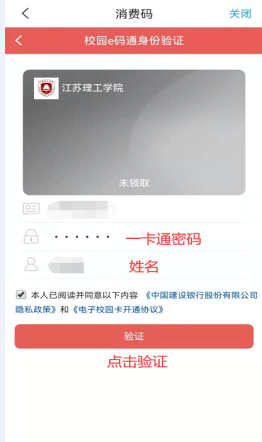 消费码
关闭
校园e码通身份验证
江苏理工学院
未领取
一卡通密码
姓名
本人已阅读并同意以下内容 《中国建设银行股份有限公司
隐私政策》和《电子校园卡开通协议》
验证
点击验证